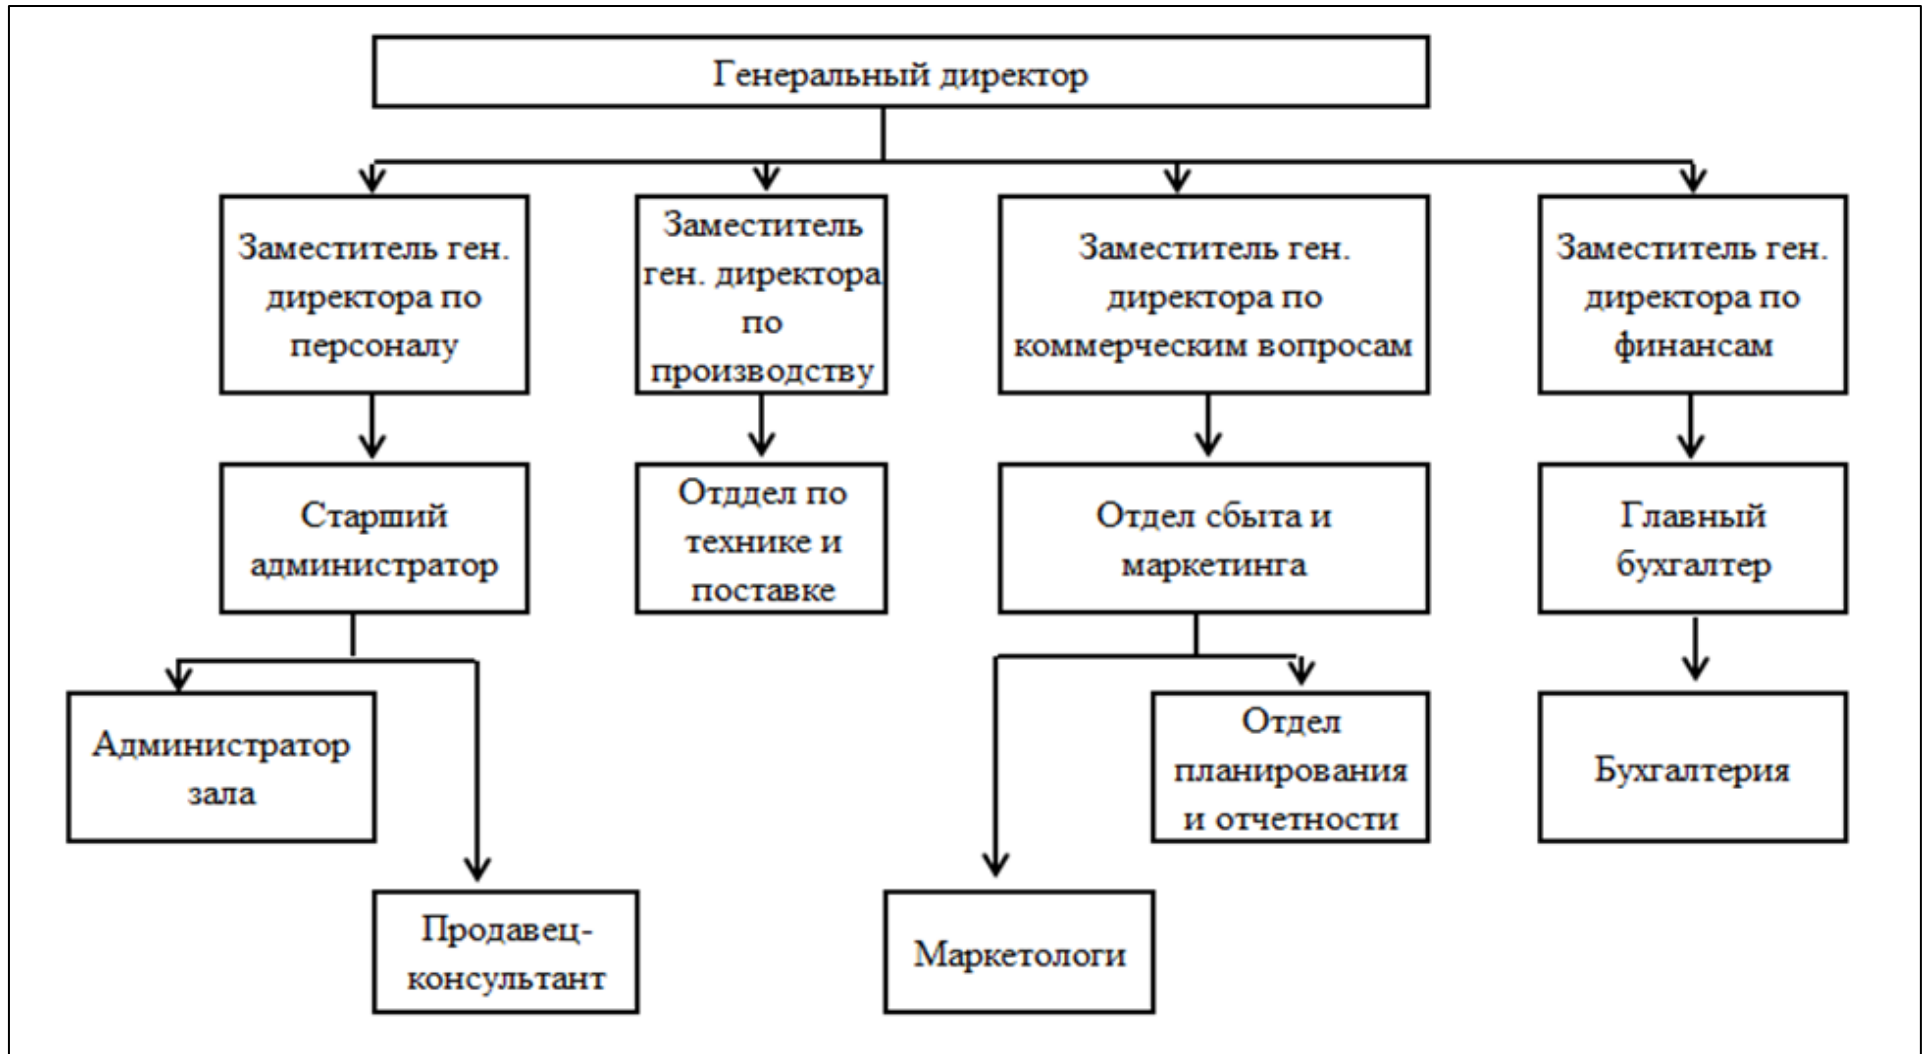 Генеральный директор
Заместитель ген.
директора по
персоналу
Заместитель
ген. директора
по
производству
Заместитель ген.
директора по
коммерческим вопросам
Заместитель ген.
директора по
финансам
Старший
администратор
Отддел по
технике и
поставке
Отдел сбыта и
маркетинга
Главный
бухгалтер
Администратор
зала
Отдел
планирования
и отчетности
Бухгалтерия
Продавец-
консультант
Маркетологи